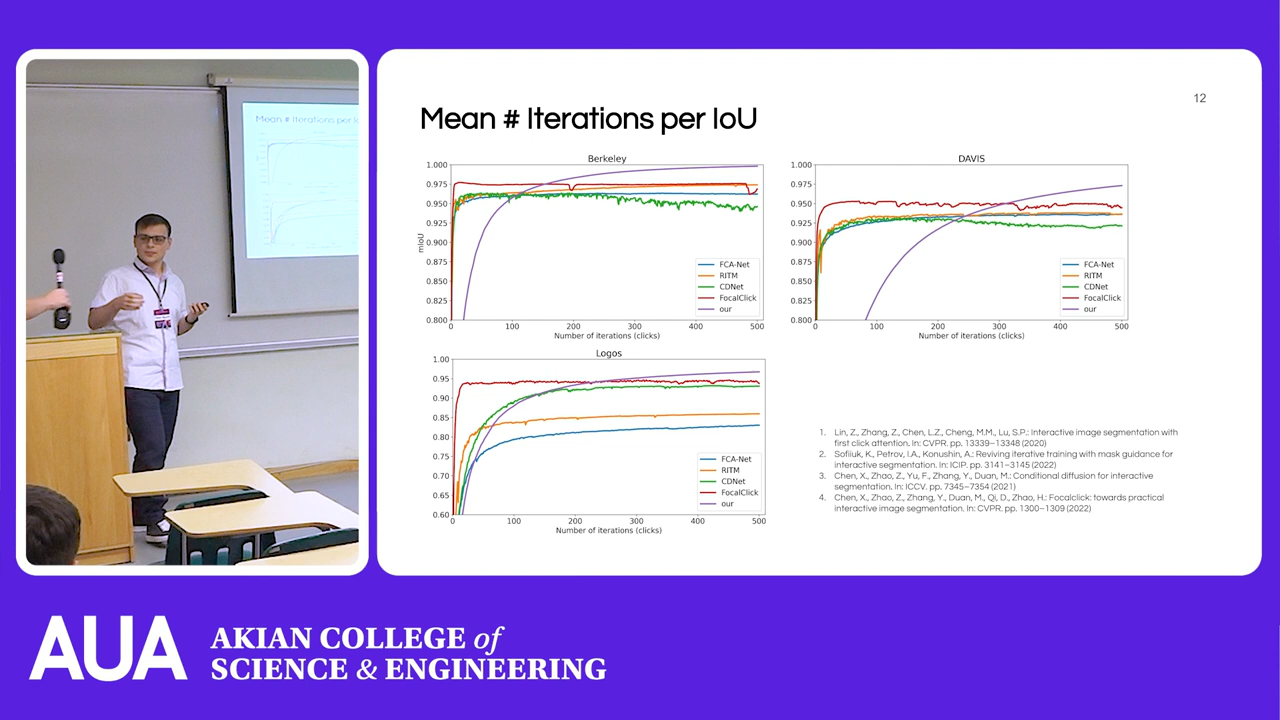 Mean # Iterations per I
12
Mean # Iterations per IoU
Berkeley
1.000
0.975
0.950
0.925
0.900
0.875
0.850
0.825
0.800
mIoU
0
100
200
300
400
500
Number of iterations (clicks)
FCA-Net
RITM
CDNet
FocalClick
our
DAVIS
1.000
0.975
0.950
0.925
0.900
0.875
0.850
0.825
0.800
0
100
200
300
400
500
Number of iterations (clicks)
FCA-Net
RITM
CDNet
FocalClick
our
Logos
1.00
0.95
0.90
0.85
0.80
0.75
0.70
0.65
0.60
0
100
200
300
400
500
Number of iterations (clicks)
FCA-Net
RITM
CDNet
FocalClick
our
1. Lin, Z., Zhang, Z., Chen, L.Z., Cheng, M.M., Lu, S.P.: Interactive image segmentation with
first click attention. In: CVPR. pp. 13339–13348 (2020)
2. Sofiiuk, K., Petrov, I.A., Konushin, A.: Reviving iterative training with mask guidance for
interactive segmentation. In: ICIP. pp. 3141–3145 (2022)
3. Chen, X., Zhao, Z., Yu, F., Zhang, Y., Duan, M.: Conditional diffusion for interactive
segmentation. In: ICCV. pp. 7345–7354 (2021)
4. Chen, X., Zhao, Z., Zhang, Y., Duan, M., Qi, D., Zhao, H.: Focalclick: towards practical
interactive image segmentation. In: CVPR. pp. 1300–1309 (2022)
AUA
AKIAN COLLEGE of
SCIENCE & ENGINEERING